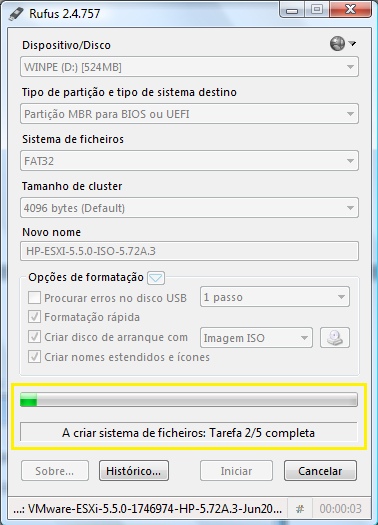 Rufus 2.4.757
Dispositivo/Disco
WINPE (D:) [524MB]
Tipo de partição e tipo de sistema destino
Partição MBR para BIOS ou UEFI
Sistema de ficheiros
FAT32
Tamanho de cluster
4096 bytes (Default)
Novo nome
HP-ESXI-5.5.0-ISO-5.72A.3
Opções de formatação
Procurar erros no disco USB 1 passo
Formatação rápida
Criar disco de arranque com Imagem ISO
Criar nomes estendidos e ícones
A criar sistema de ficheiros: Tarefa 2/5 completa
Sobre... Histórico... Iniciar Cancelar
...: VMware-ESXi-5.5.0-1746974-HP-5.72A.3-Jun20... # 00:00:03